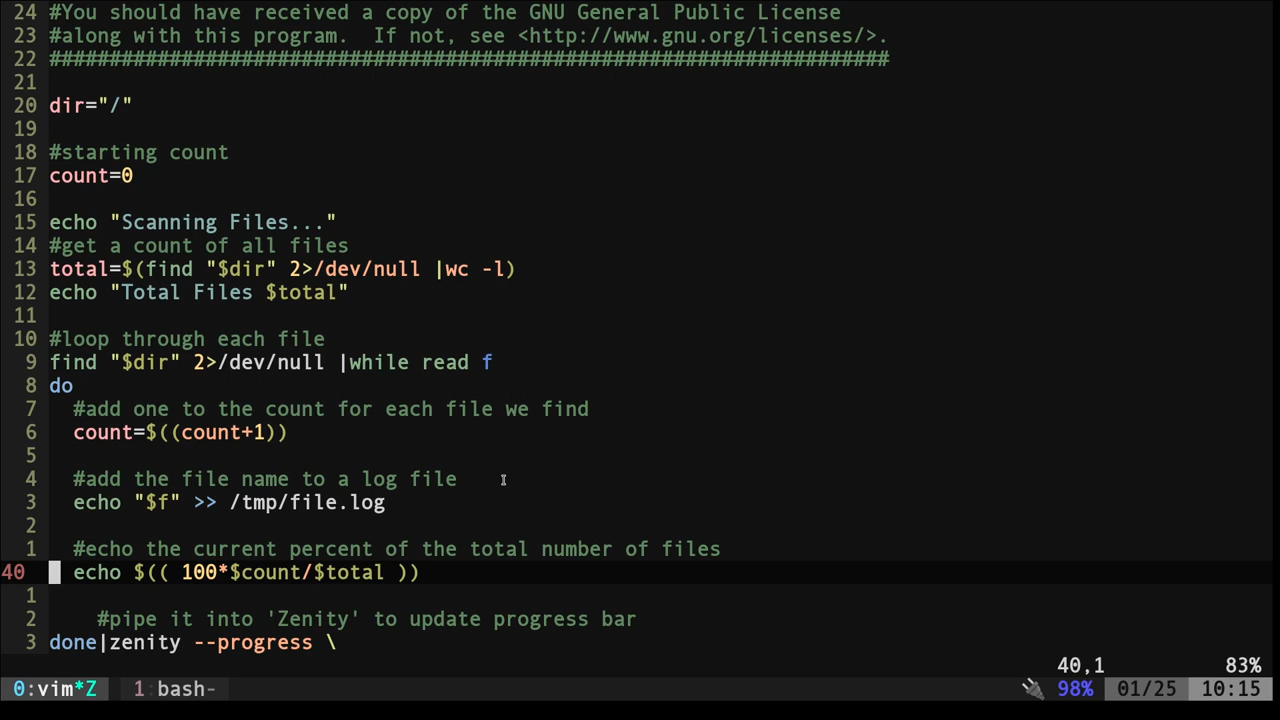 24 #You should have received a copy of the GNU General Public License
23 #along with this program.  If not, see <http://www.gnu.org/licenses/>.
22 ######################################################################
21
20 dir="/"
19
18 #starting count
17 count=0
16
15 echo "Scanning Files..."
14 #get a count of all files
13 total=$(find "$dir" 2>/dev/null |wc -l)
12 echo "Total Files $total"
11
10 #loop through each file
9 find "$dir" 2>/dev/null |while read f
8 do
7   #add one to the count for each file we find
6   count=$((count+1))
5
4   #add the file name to a log file
3   echo "$f" >> /tmp/file.log
2
1   #echo the current percent of the total number of files
40   echo $(( 100*$count/$total ))
1
2     #pipe it into 'Zenity' to update progress bar
3 done|zenity --progress \
40,1 83%
0:vim*Z 1:bash- 98% 01/25 10:15